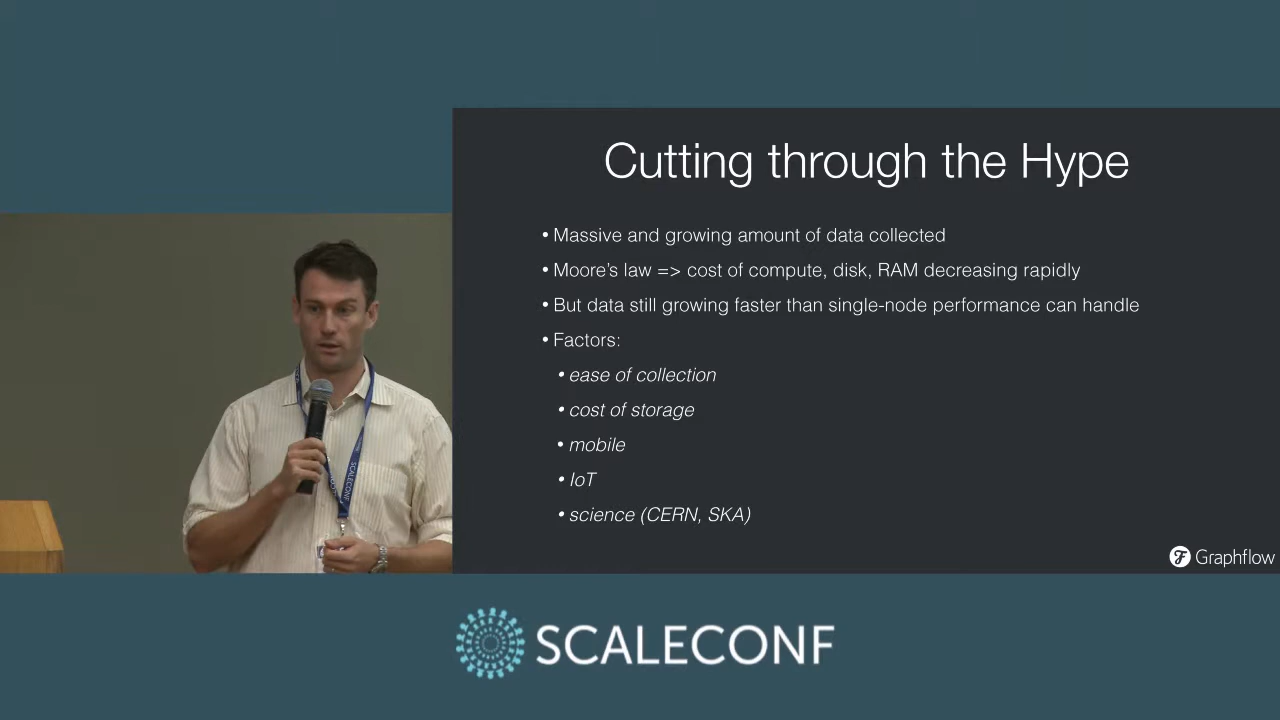 Cutting through the Hype
• Massive and growing amount of data collected
• Moore's law => cost of compute, disk, RAM decreasing rapidly
• But data still growing faster than single-node performance can handle
• Factors:
• ease of collection
• cost of storage
• mobile
• IoT
• science (CERN, SKA)
Graphflow
SCALECONF
SCALECONF